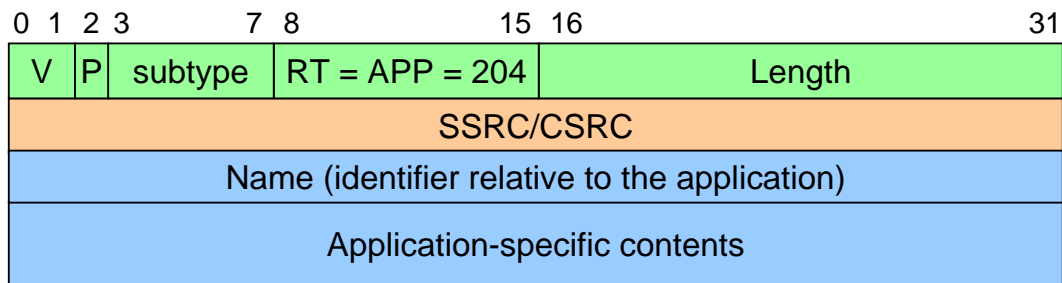 0 1 2 3 7 8 15 16 31
V P subtype RT = APP = 204 Length
SSRC/CSRC
Name (identifier relative to the application)
Application-specific contents